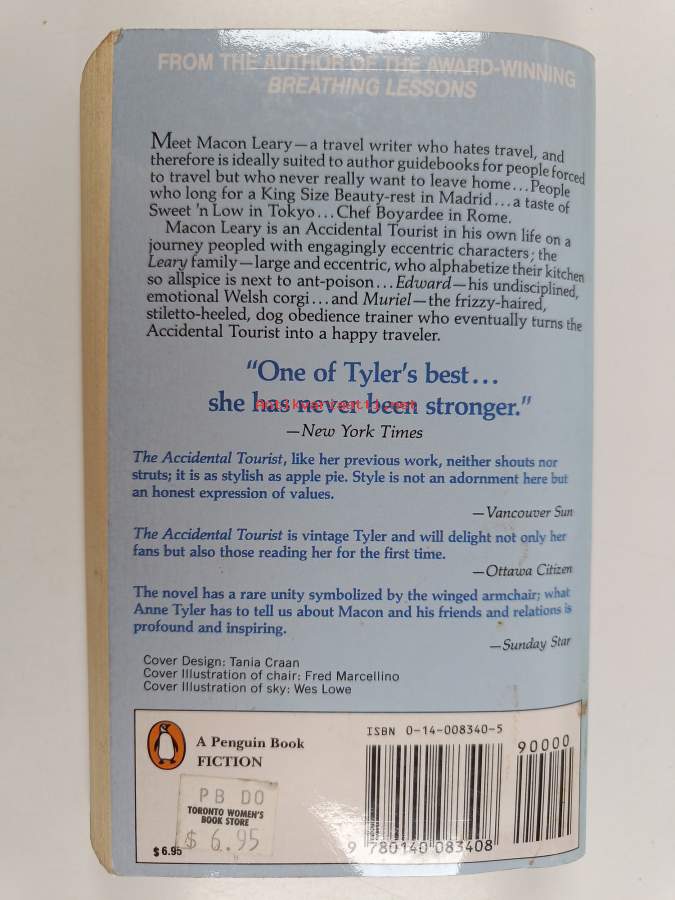 FROM THE AUTHOR OF THE AWARD-WINNING
BREATHING LESSONS
Meet Macon Leary—a travel writer who hates travel, and
therefore is ideally suited to author guidebooks for people forced
to travel but who never really want to leave home...People
who long for a King Size Beauty-rest in Madrid...a taste of
Sweet 'n Low in Tokyo...Chef Boyardee in Rome.
Macon Leary is an Accidental Tourist in his own life on a
journey peopled with engagingly eccentric characters; the
Leary family—large and eccentric, who alphabetize their kitchen
so allspice is next to ant-poison...Edward—his undisciplined,
emotional Welsh corgi...and Muriel—the frizzy-haired,
stiletto-heeled, dog obedience trainer who eventually turns the
Accidental Tourist into a happy traveler.
"One of Tyler's best...
she has never been stronger."
antikvariaatti.net
—New York Times
The Accidental Tourist, like her previous work, neither shouts nor
struts; it is as stylish as apple pie. Style is not an adornment here but
an honest expression of values.
—Vancouver Sun
The Accidental Tourist is vintage Tyler and will delight not only her
fans but also those reading her for the first time.
—Ottawa Citizen
The novel has a rare unity symbolized by the winged armchair; what
Anne Tyler has to tell us about Macon and his friends and relations is
profound and inspiring.
—Sunday Star
Cover Design: Tania Craan
Cover Illustration of chair: Fred Marcellino
Cover Illustration of sky: Wes Lowe
A Penguin Book
FICTION
ISBN 0-14-008340-5
90000
PB DO
TORONTO WOMEN'S
BOOK STORE
$ 6.95
$6.95
9 780140 083408